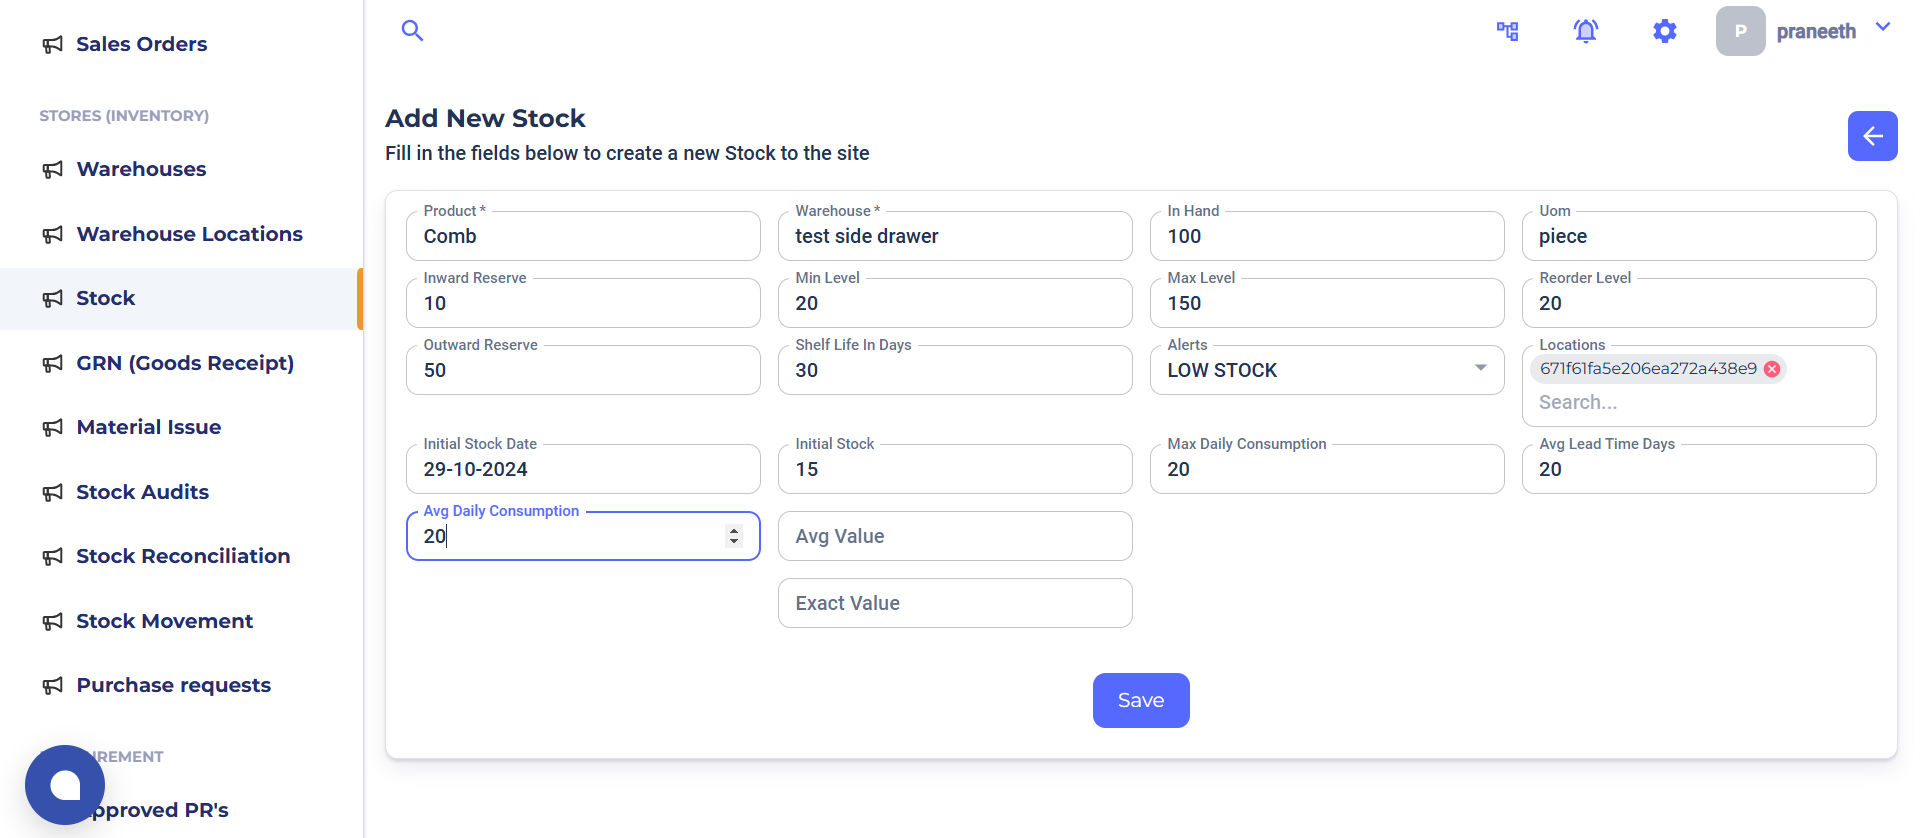 Sales Orders
STORES (INVENTORY)
Warehouses
Warehouse Locations
Stock
GRN (Goods Receipt)
Material Issue
Stock Audits
Stock Reconciliation
Stock Movement
Purchase requests
IREMENT
pproved PR's
P
praneeth
Add New Stock
Fill in the fields below to create a new Stock to the site
Product *
Comb
Warehouse *
test side drawer
In Hand
100
Uom
piece
Inward Reserve
10
Min Level
20
Max Level
150
Reorder Level
20
Outward Reserve
50
Shelf Life In Days
30
Alerts
LOW STOCK
Locations
671f61fa5e206ea272a438e9
Search...
Initial Stock Date
29-10-2024
Initial Stock
15
Max Daily Consumption
20
Avg Lead Time Days
20
Avg Daily Consumption
20
Avg Value
Exact Value
Save